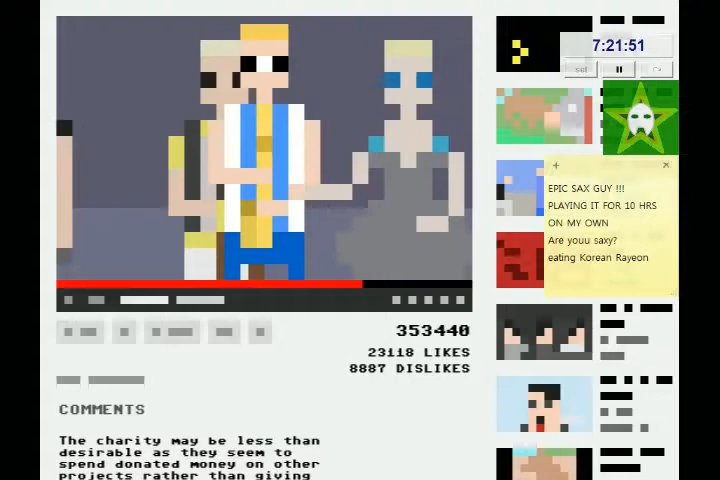 7:21:51
set
EPIC SAX GUY !!!
PLAYING IT FOR 10 HRS
ON MY OWN
Are youu saxy?
eating Korean Rayeon
353440
23118 LIKES
8887 DISLIKES
COMMENTS
The charity may be less than
desirable as they seem to
spend donated money on other
projects rather than giving